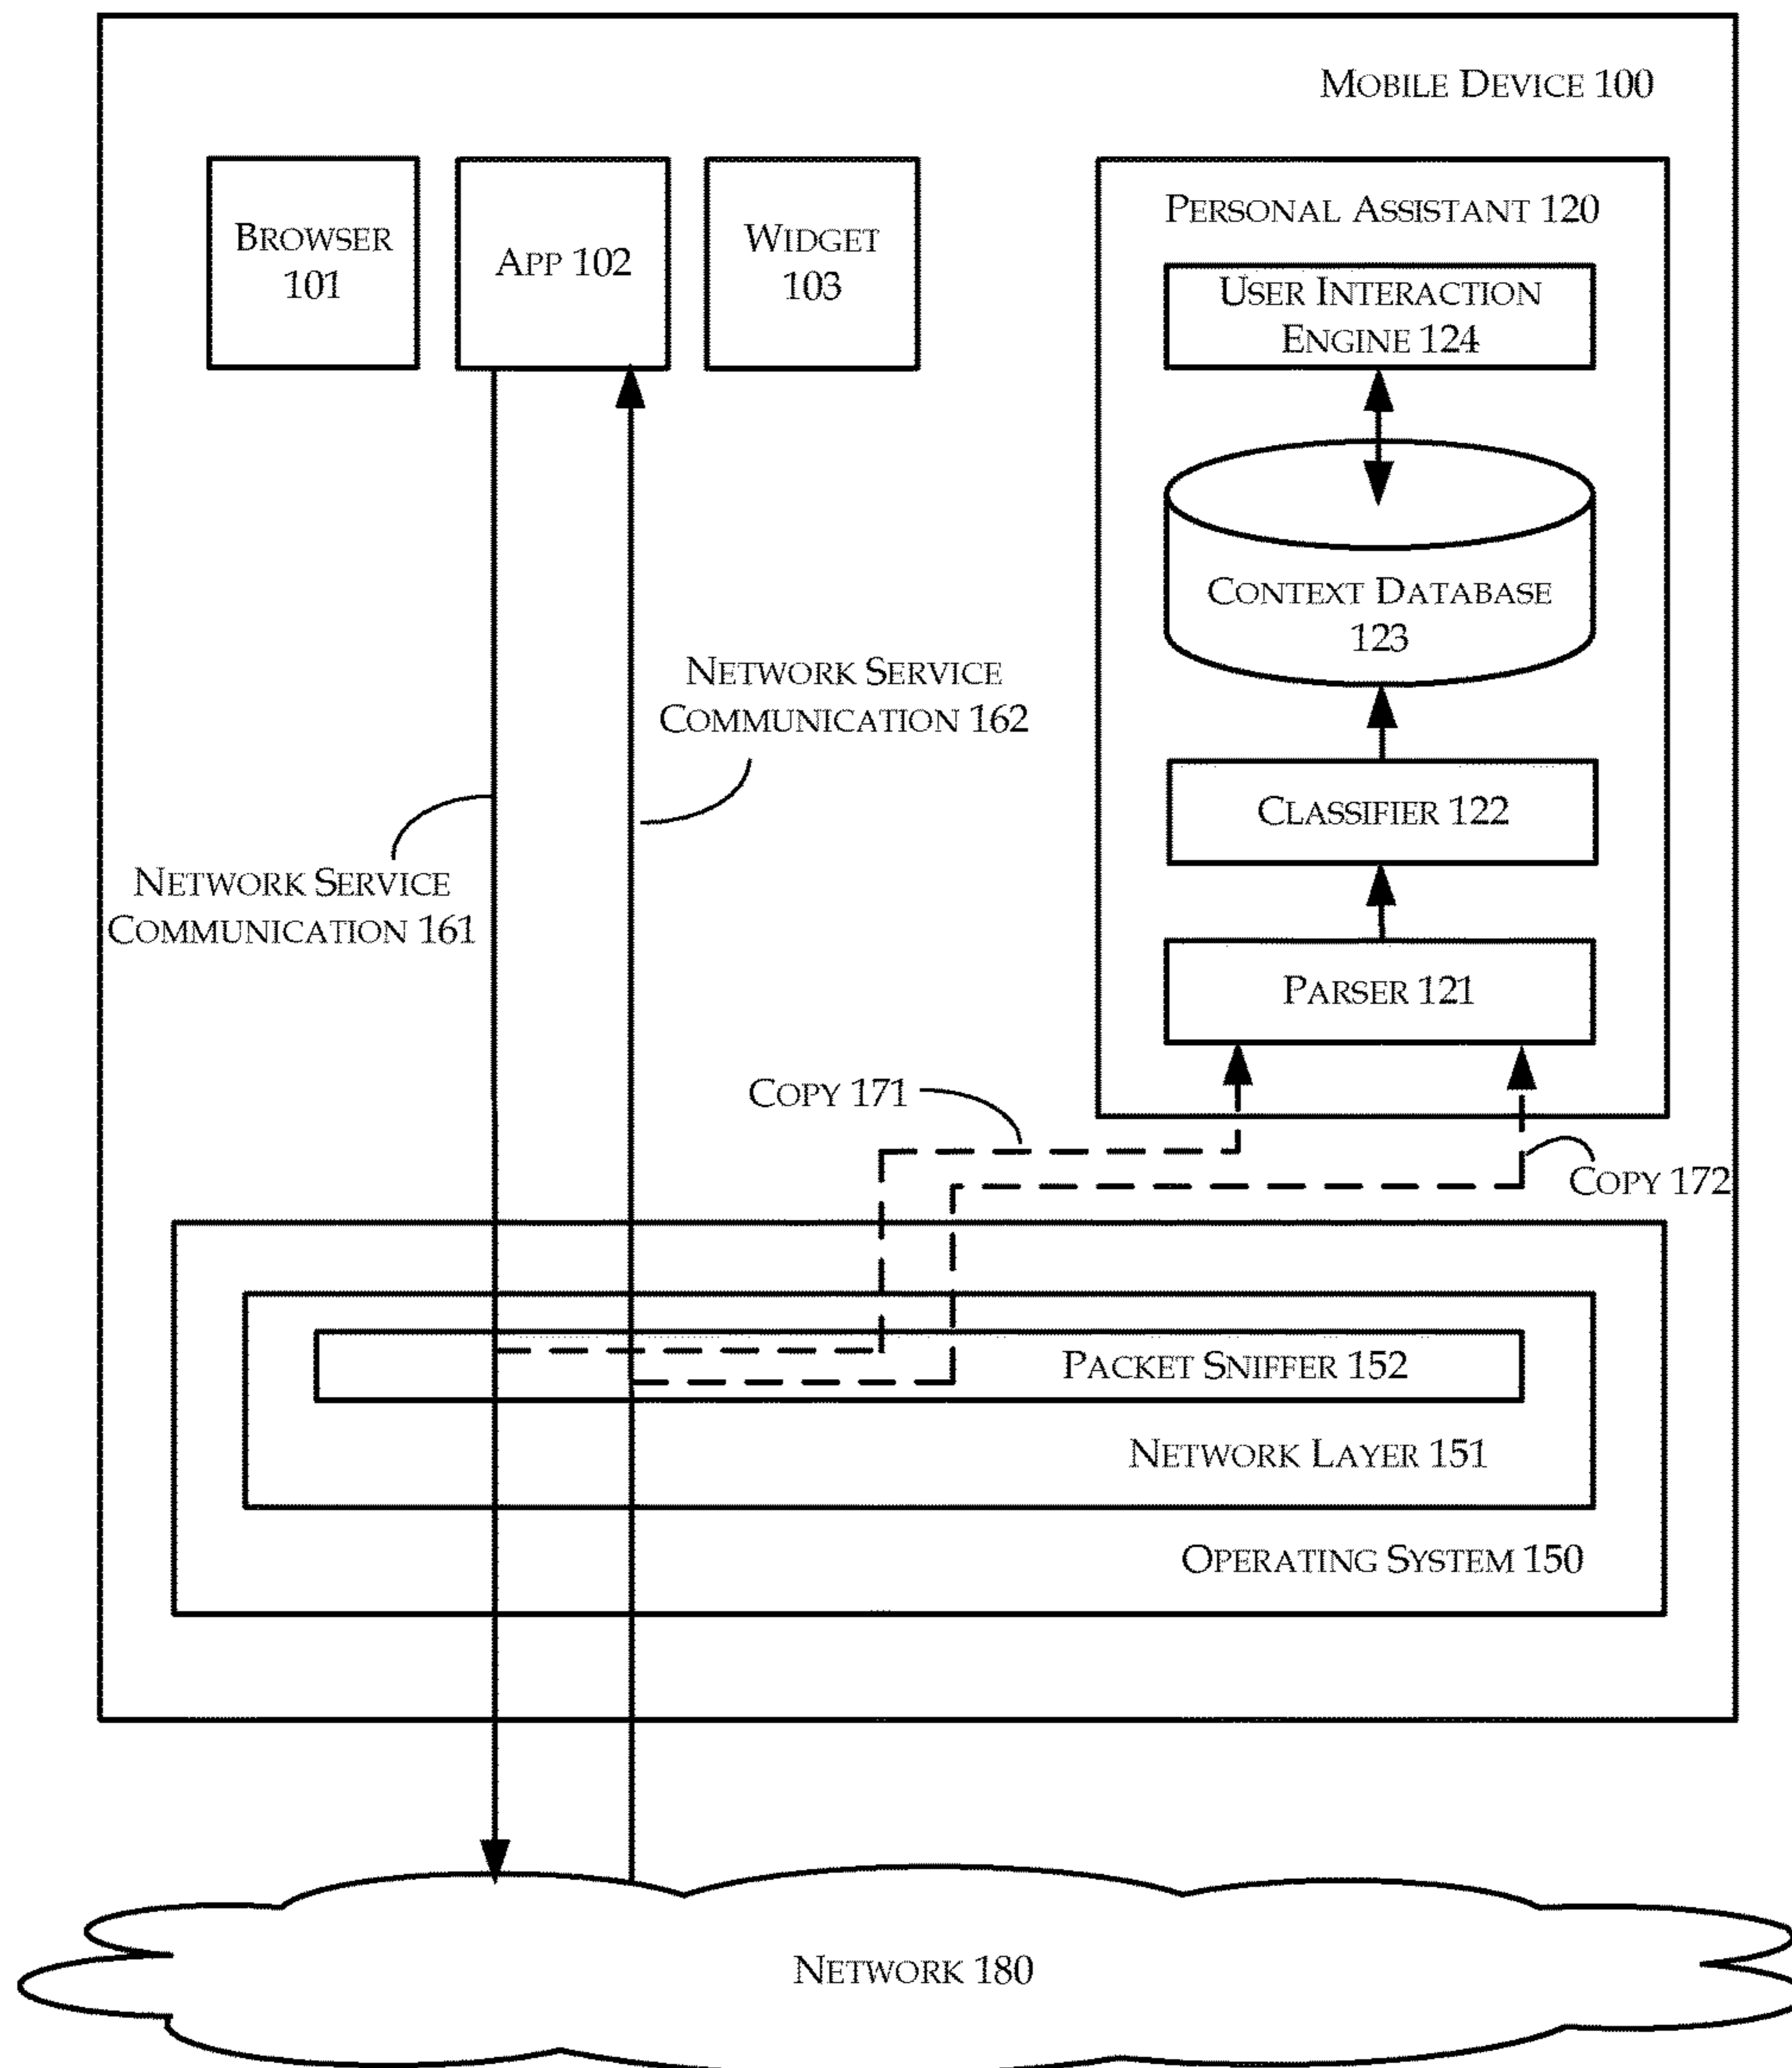 MOBILE DEVICE 100
BROWSER
101
APP 102
WIDGET
103
PERSONAL ASSISTANT 120
USER INTERACTION
ENGINE 124
CONTEXT DATABASE
123
NETWORK SERVICE
COMMUNICATION 162
CLASSIFIER 122
NETWORK SERVICE
COMMUNICATION 161
PARSER 121
COPY 171
COPY 172
PACKET SNIFFER 152
NETWORK LAYER 151
OPERATING SYSTEM 150
NETWORK 180